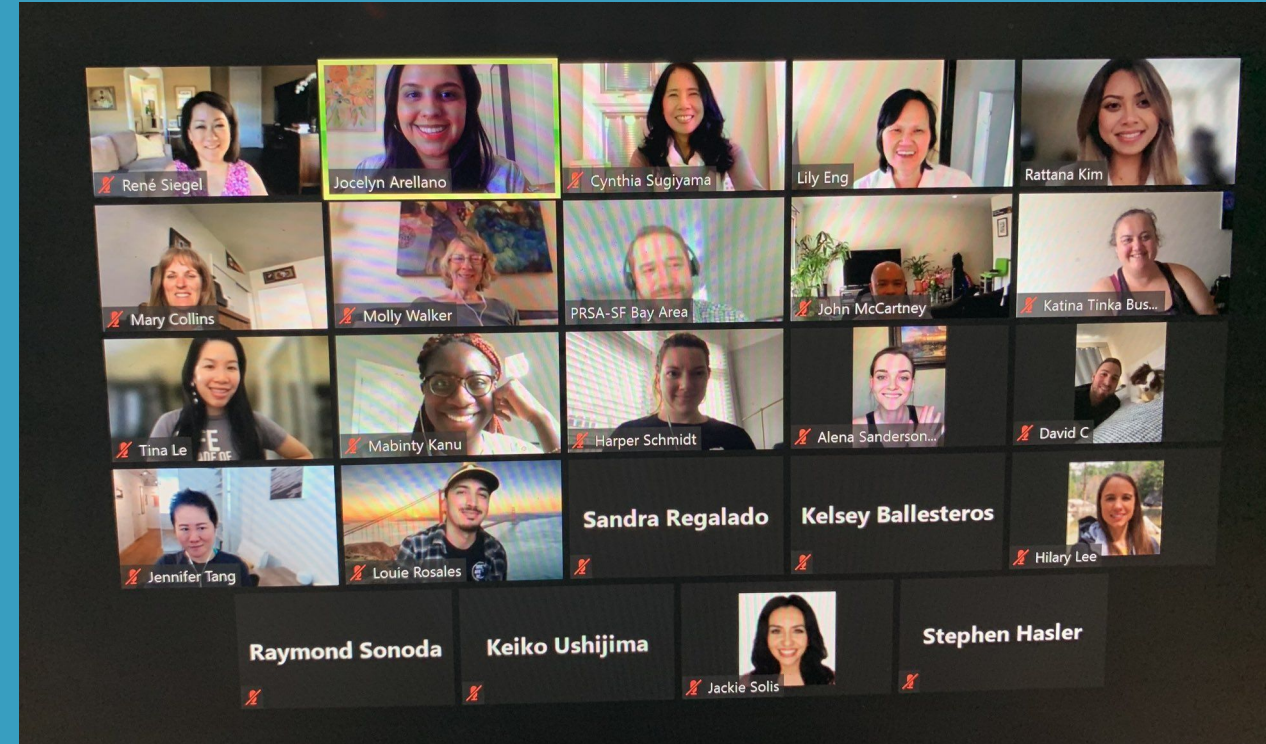 René Siegel
Jocelyn Arellano
Cynthia Sugiyama
Lily Eng
Rattana Kim
Mary Collins
Molly Walker
PRSA-SF Bay Area
John McCartney
Katina Tinka Bus...
Tina Le
Mabinty Kanu
Harper Schmidt
Alena Sanderson...
David C
Jennifer Tang
Louie Rosales
Sandra Regalado
Kelsey Ballesteros
Hilary Lee
Raymond Sonoda
Keiko Ushijima
Jackie Solis
Stephen Hasler